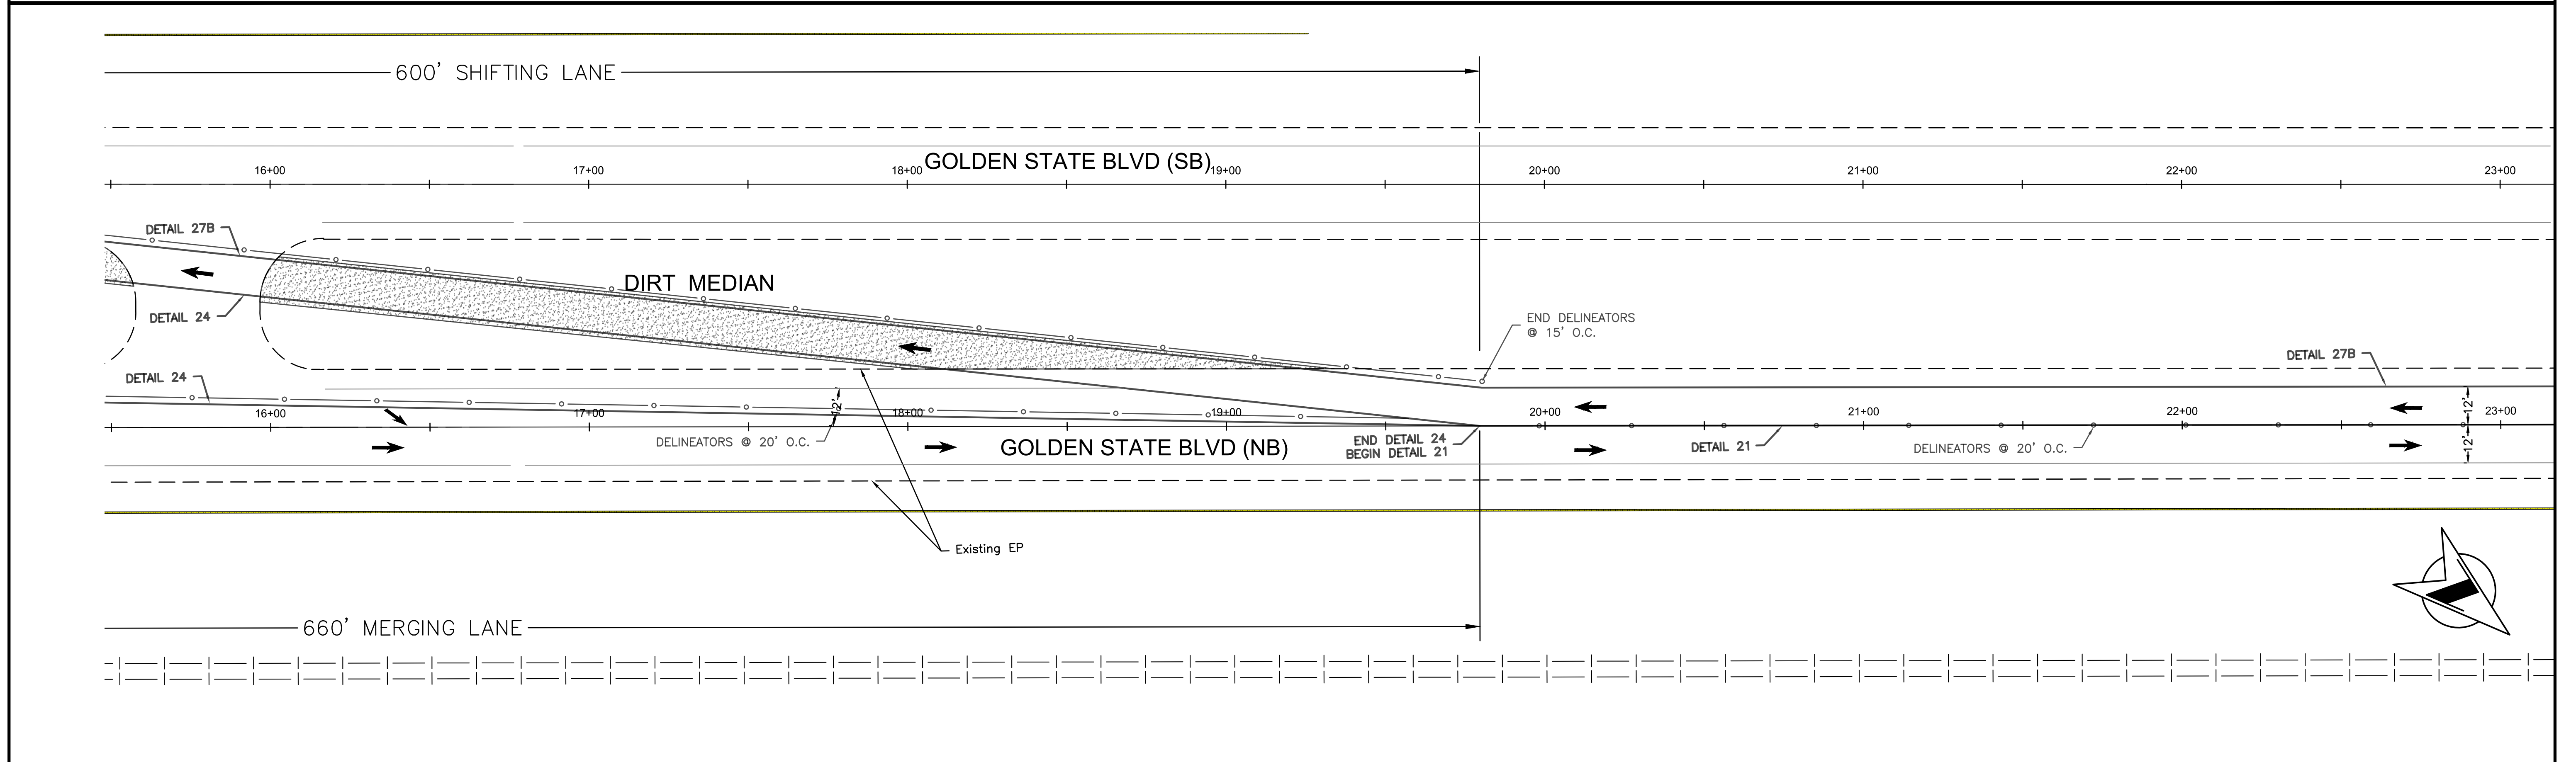 600' SHIFTING LANE
GOLDEN STATE BLVD (SB)
16+00 17+00 18+00 19+00 20+00 21+00 22+00 23+00
DETAIL 27B
DIRT MEDIAN
DETAIL 24
END DELINEATORS
@ 15' O.C.
DETAIL 27B
DETAIL 24
12'
12'
16+00 17+00 18+00 19+00 20+00 21+00 22+00 23+00
DELINEATORS @ 20' O.C.
GOLDEN STATE BLVD (NB)
END DETAIL 24
BEGIN DETAIL 21
DETAIL 21
DELINEATORS @ 20' O.C.
12'
Existing EP
660' MERGING LANE